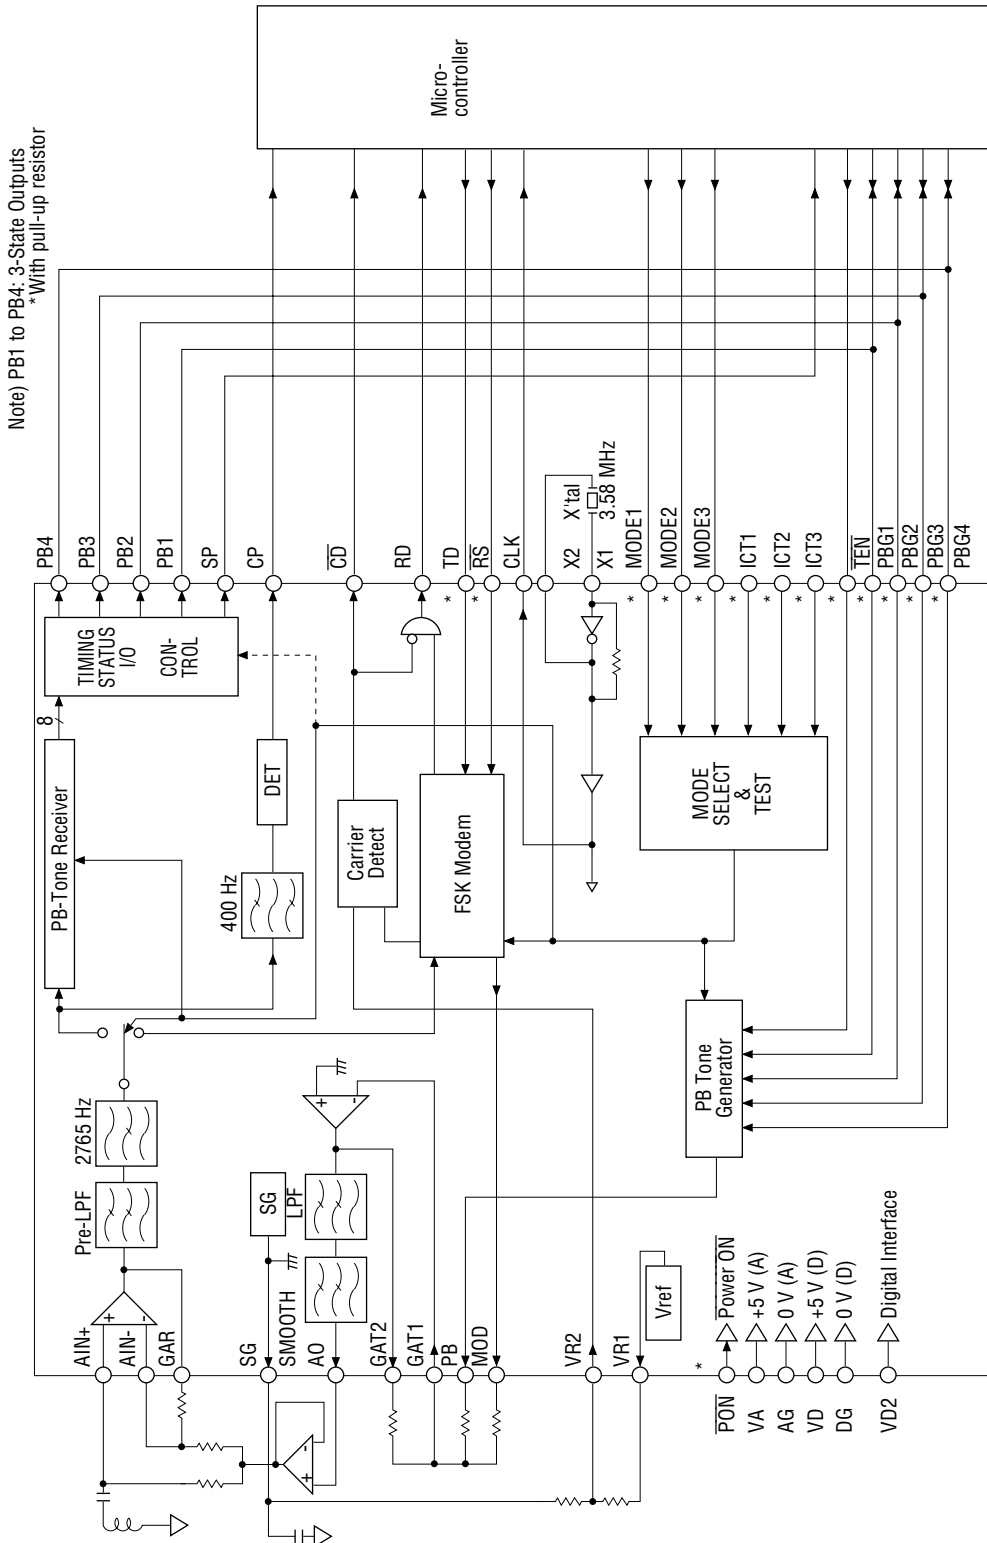 Note) PB1 to PB4: 3-State Outputs
*With pull-up resistor
Micro-
controller
PB4
PB3
PB2
PB1
SP
CP
CD
RD
* TD
* RS
CLK
X2
X1
X'tal
3.58 MHz
* MODE1
* MODE2
* MODE3
* ICT1
* ICT2
* ICT3
* TEN
* PBG1
* PBG2
* PBG3
* PBG4
TIMING
STATUS
I/O
CON-
TROL
8
PB-Tone Receiver
DET
400 Hz
Carrier
Detect
FSK Modem
MODE
SELECT
&
TEST
PB Tone
Generator
2765 Hz
Pre-LPF
+
-
SG
LPF
SMOOTH
+
-
Vref
AIN+
AIN-
GAR
SG
AO
GAT2
GAT1
PB
MOD
VR2
VR1
+
-
*
PON
Power ON
VA
+5 V (A)
AG
0 V (A)
VD
+5 V (D)
DG
0 V (D)
VD2
Digital Interface